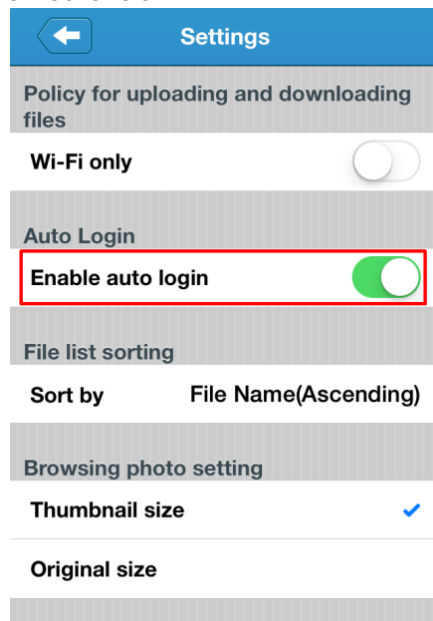 Settings
Policy for uploading and downloading
files
Wi-Fi only
Auto Login
Enable auto login
File list sorting
Sort by File Name(Ascending)
Browsing photo setting
Thumbnail size
Original size